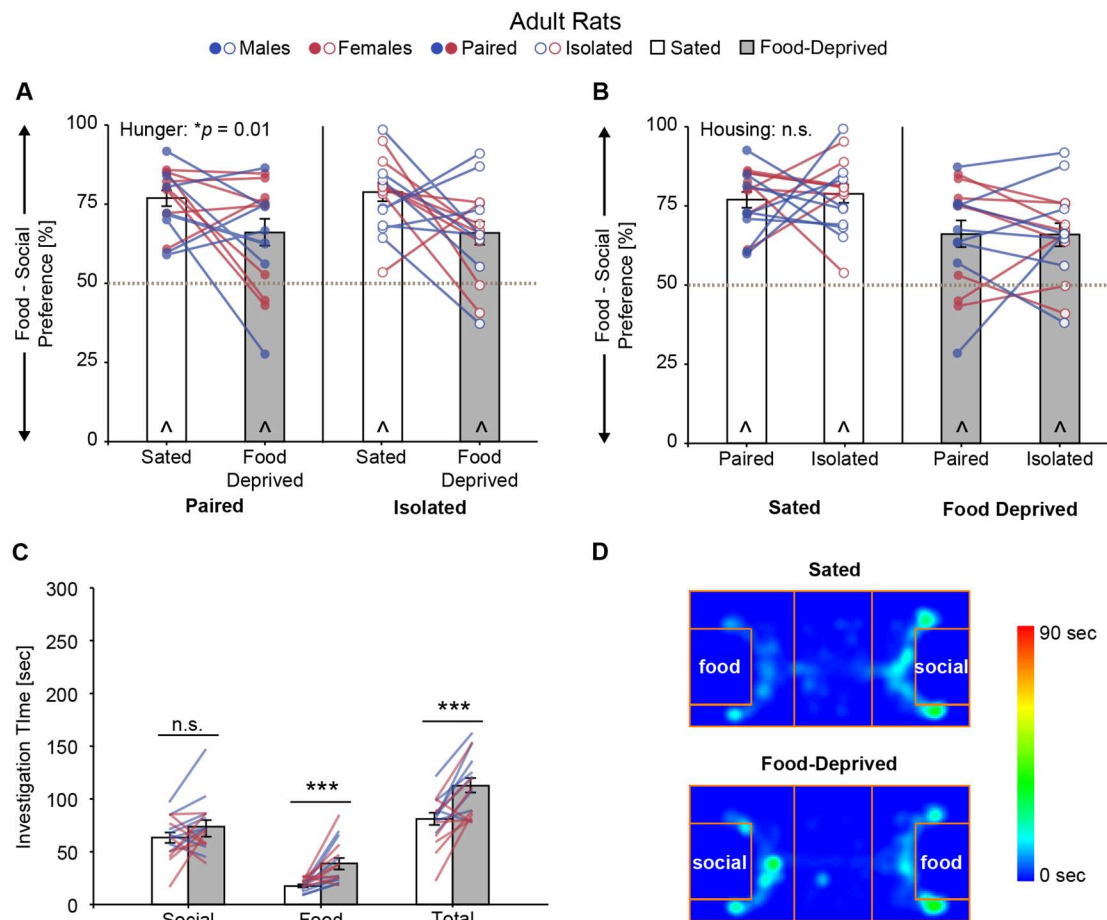 Adult Rats
Males Females Paired Isolated Sated Food-Deprived
A
Food - Social
Preference [%]
Hunger: *p = 0.01
100
75
50
25
0
^ ^ ^ ^
Sated Food Deprived Sated Food Deprived
Paired Isolated
B
Food - Social
Preference [%]
Housing: n.s.
100
75
50
25
0
^ ^ ^ ^
Paired Isolated Paired Isolated
Sated Food Deprived
C
Investigation TIme [sec]
300
250
200
150
100
50
0
n.s. *** ***
Social Food Total
D
Sated
food social
Food-Deprived
social food
90 sec
0 sec